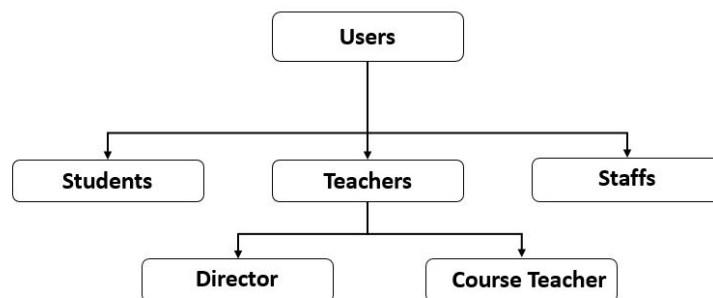 Users
Students
Teachers
Staffs
Director
Course Teacher